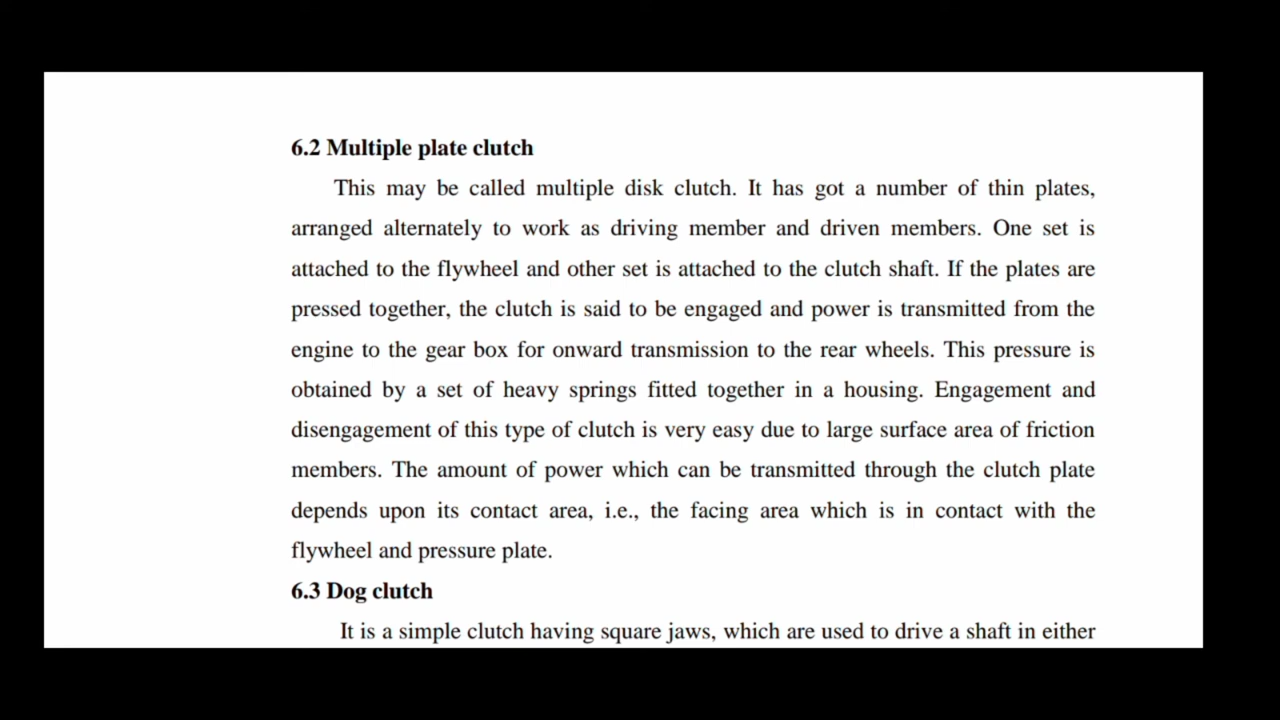 6.2 Multiple plate clutch
This may be called multiple disk clutch. It has got a number of thin plates,
arranged alternately to work as driving member and driven members. One set is
attached to the flywheel and other set is attached to the clutch shaft. If the plates are
pressed together, the clutch is said to be engaged and power is transmitted from the
engine to the gear box for onward transmission to the rear wheels. This pressure is
obtained by a set of heavy springs fitted together in a housing. Engagement and
disengagement of this type of clutch is very easy due to large surface area of friction
members. The amount of power which can be transmitted through the clutch plate
depends upon its contact area, i.e., the facing area which is in contact with the
flywheel and pressure plate.
6.3 Dog clutch
It is a simple clutch having square jaws, which are used to drive a shaft in either